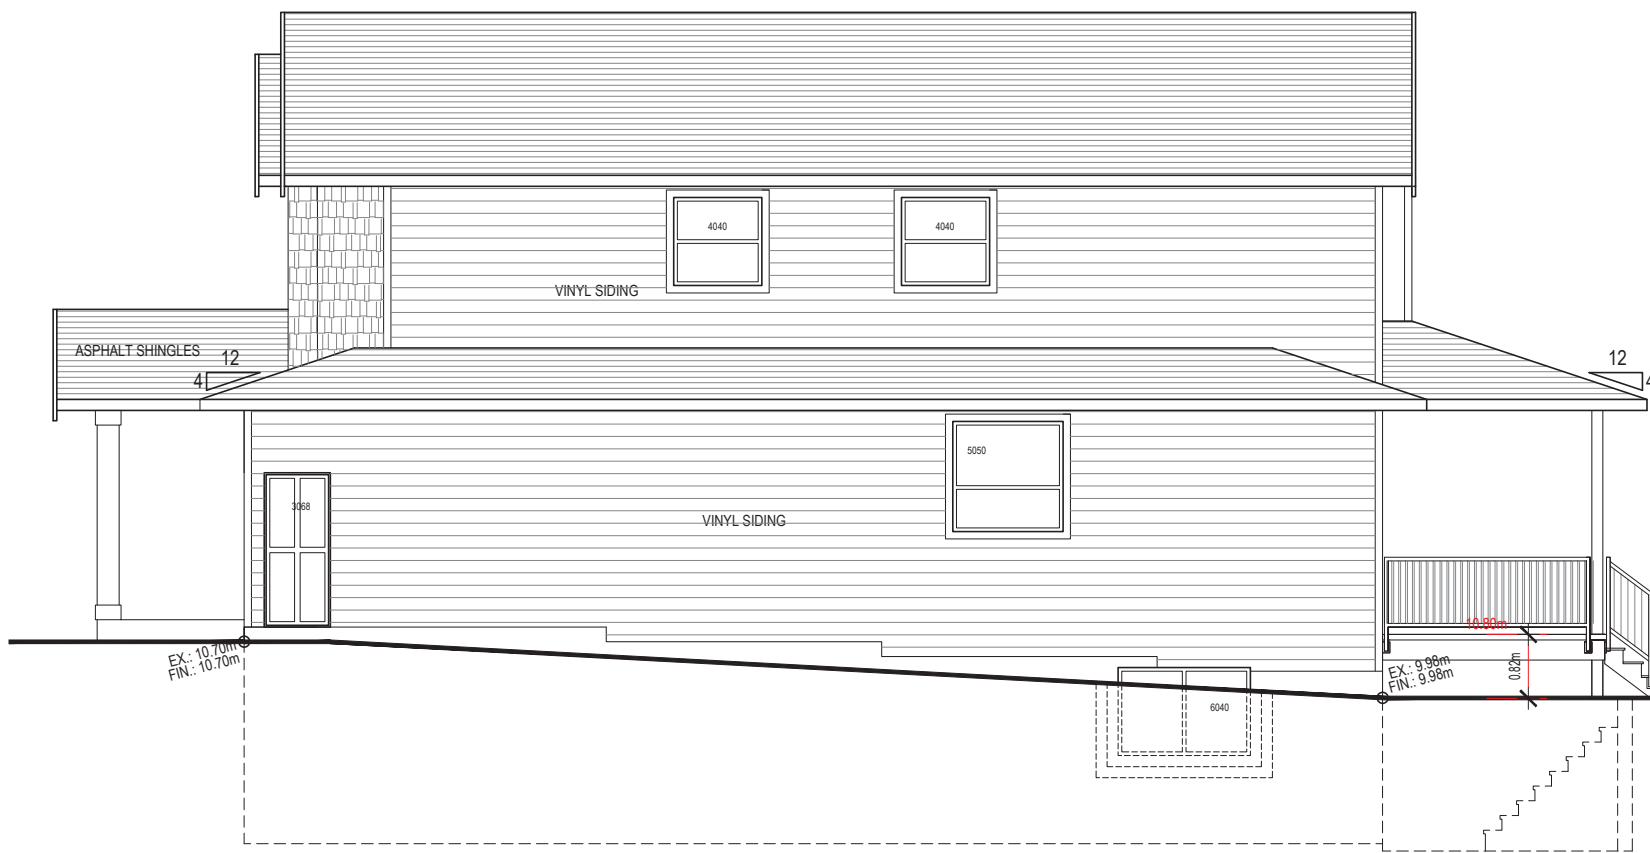 4040
4040
VINYL SIDING
ASPHALT SHINGLES
12
4
12
4
5050
3068
VINYL SIDING
10.80m
EX.: 10.70m
FIN.: 10.70m
EX.: 9.98m
FIN.: 9.98m
0.82m
6040